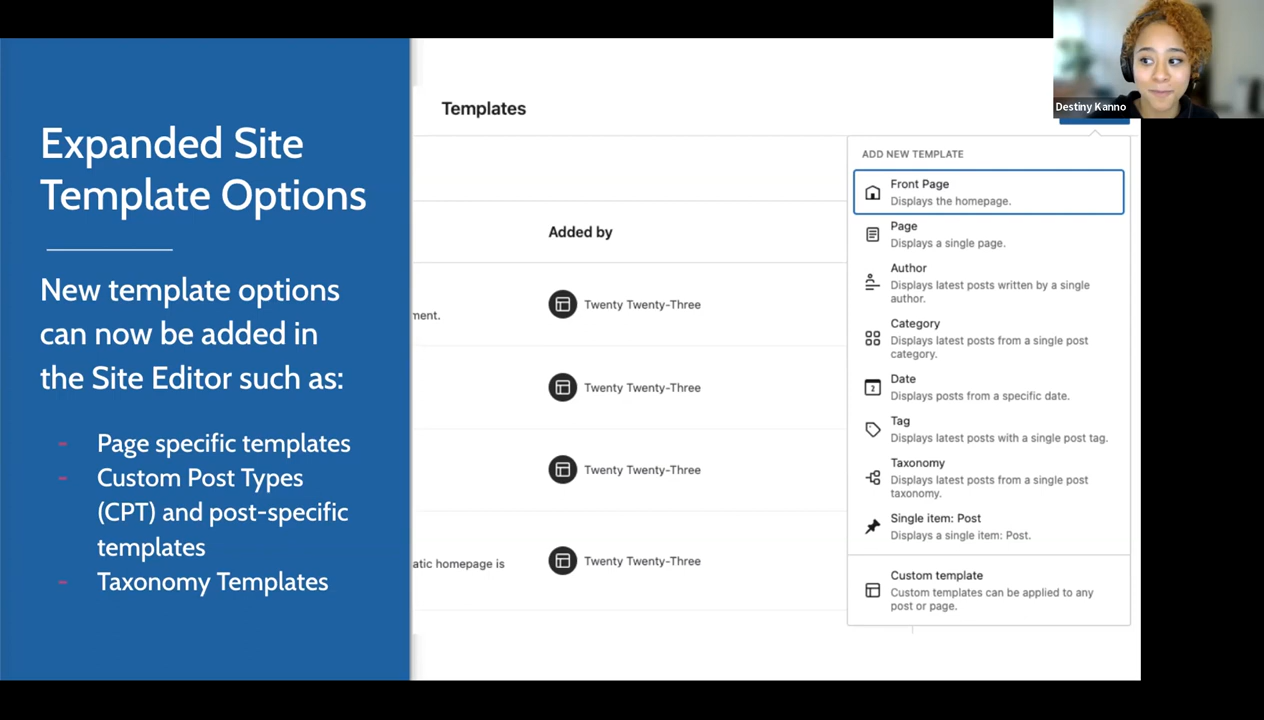 Expanded Site
Template Options
New template options
can now be added in
the Site Editor such as:
- Page specific templates
- Custom Post Types
(CPT) and post-specific
templates
- Taxonomy Templates
Templates
Added by
ment.
Twenty Twenty-Three
Twenty Twenty-Three
Twenty Twenty-Three
atic homepage is
Twenty Twenty-Three
Destiny Kanno
ADD NEW TEMPLATE
Front Page
Displays the homepage.
Page
Displays a single page.
Author
Displays latest posts written by a single
author.
Category
Displays latest posts from a single post
category.
2
Date
Displays posts from a specific date.
Tag
Displays latest posts with a single post tag.
Taxonomy
Displays latest posts from a single post
taxonomy.
Single item: Post
Displays a single item: Post.
Custom template
Custom templates can be applied to any
post or page.